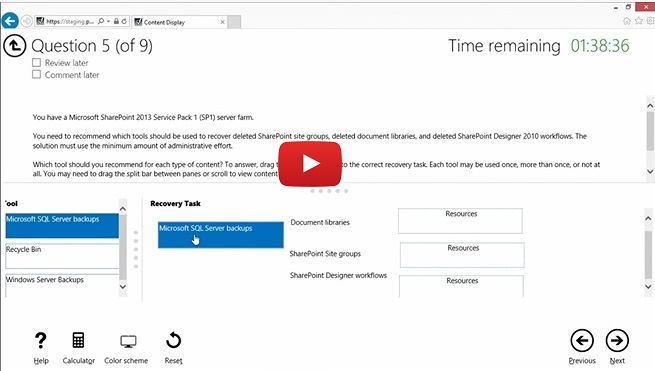 https://staging.p...
Content Display
Question 5 (of 9)
Time remaining 01:38:36
Review later
Comment later
You have a Microsoft SharePoint 2013 Service Pack 1 (SP1) server farm.
You need to recommend which tools should be used to recover deleted SharePoint site groups, deleted document libraries, and deleted SharePoint Designer 2010 workflows. The
solution must use the minimum amount of administrative effort.
Which tool should you recommend for each type of content? To answer, drag t to the correct recovery task. Each tool may be used once, more than once, or not at
all. You may need to drag the split bar between panes or scroll to view content
Tool
Recovery Task
Microsoft SQL Server backups
Recycle Bin
Windows Server Backups
Microsoft SQL Server backups
Document libraries
Resources
SharePoint Site groups
Resources
SharePoint Designer workflows
Resources
Help
Calculator
Color scheme
Reset
Previous
Next